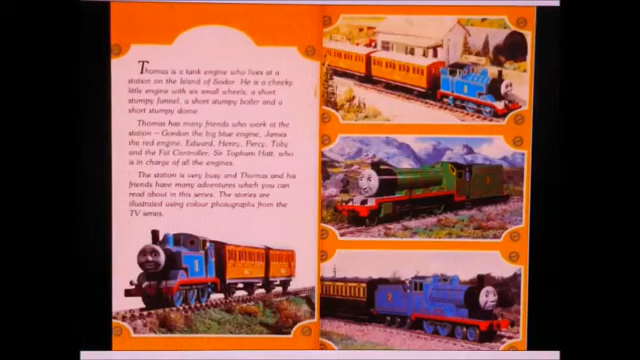 Thomas is a tank engine who lives at a
station on the Island of Sodor. He is a cheeky
little engine with six small wheels, a short
stumpy funnel, a short stumpy boiler and a
short stumpy dome.
Thomas has many friends who work at the
station – Gordon the big blue engine, James
the red engine, Edward, Henry, Percy, Toby
and the Fat Controller, Sir Topham Hatt, who
is in charge of all the engines.
The station is very busy and Thomas and his
friends have many adventures which you can
read about in this series. The stories are
illustrated using colour photographs from the
TV series.